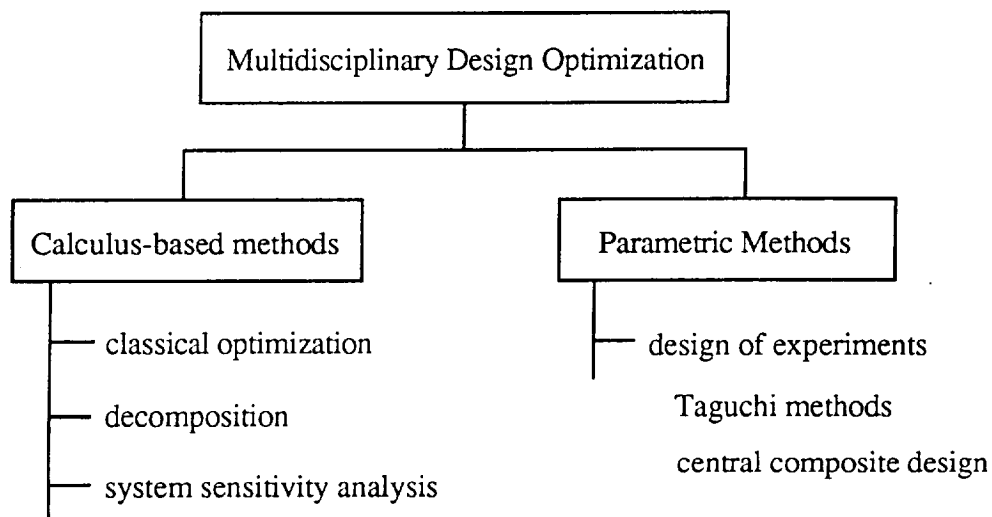 Multidisciplinary Design Optimization
Calculus-based methods
Parametric Methods
classical optimization
decomposition
system sensitivity analysis
design of experiments
Taguchi methods
central composite design